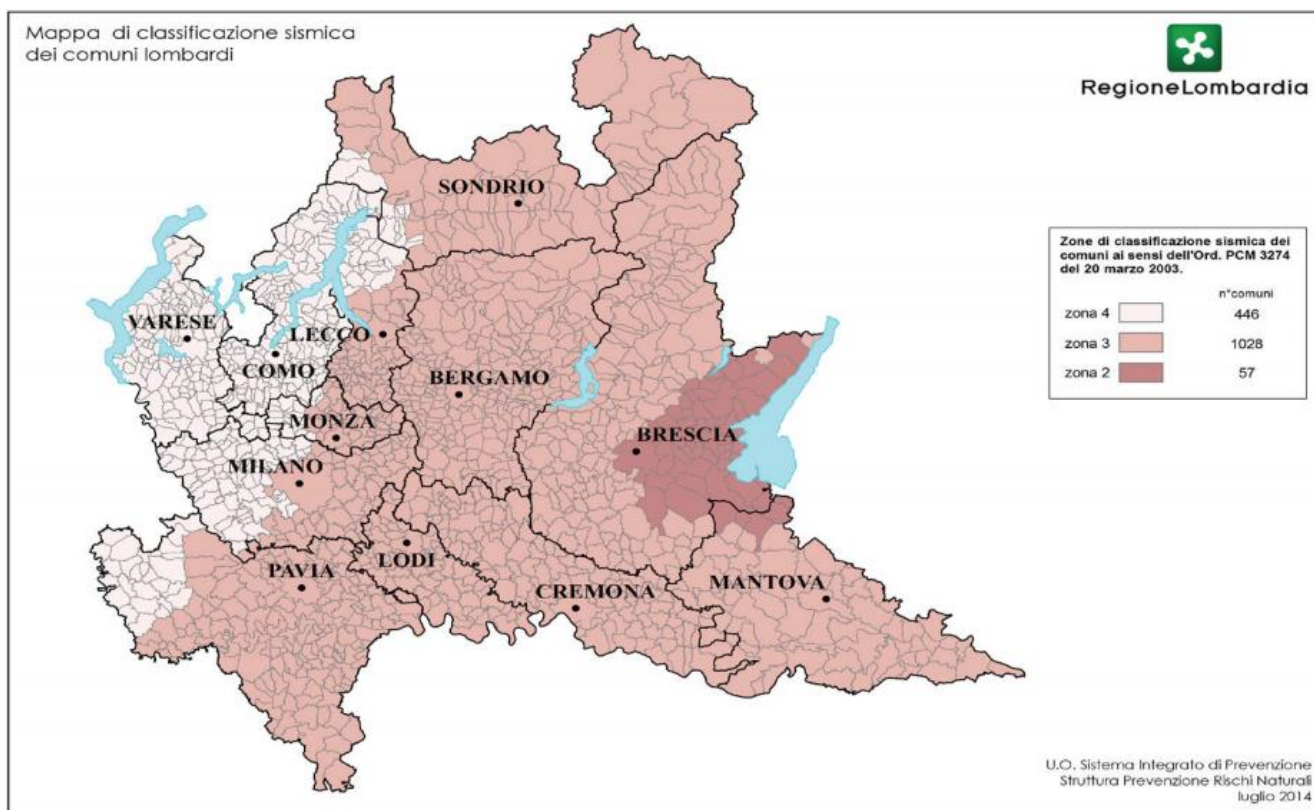 Mappa di classificazione sismica
dei comuni lombardi
RegioneLombardia
SONDRIO
VARESE
LECCO
COMO
BERGAMO
MONZA
BRESCIA
MILANO
LODI
PAVIA
CREMONA
MANTOVA
Zone di classificazione sismica dei
comuni ai sensi dell'Ord. PCM 3274
del 20 marzo 2003.
n°comuni
zona 4 446
zona 3 1028
zona 2 57
U.O. Sistema Integrato di Prevenzione
Struttura Prevenzione Rischi Naturali
luglio 2014